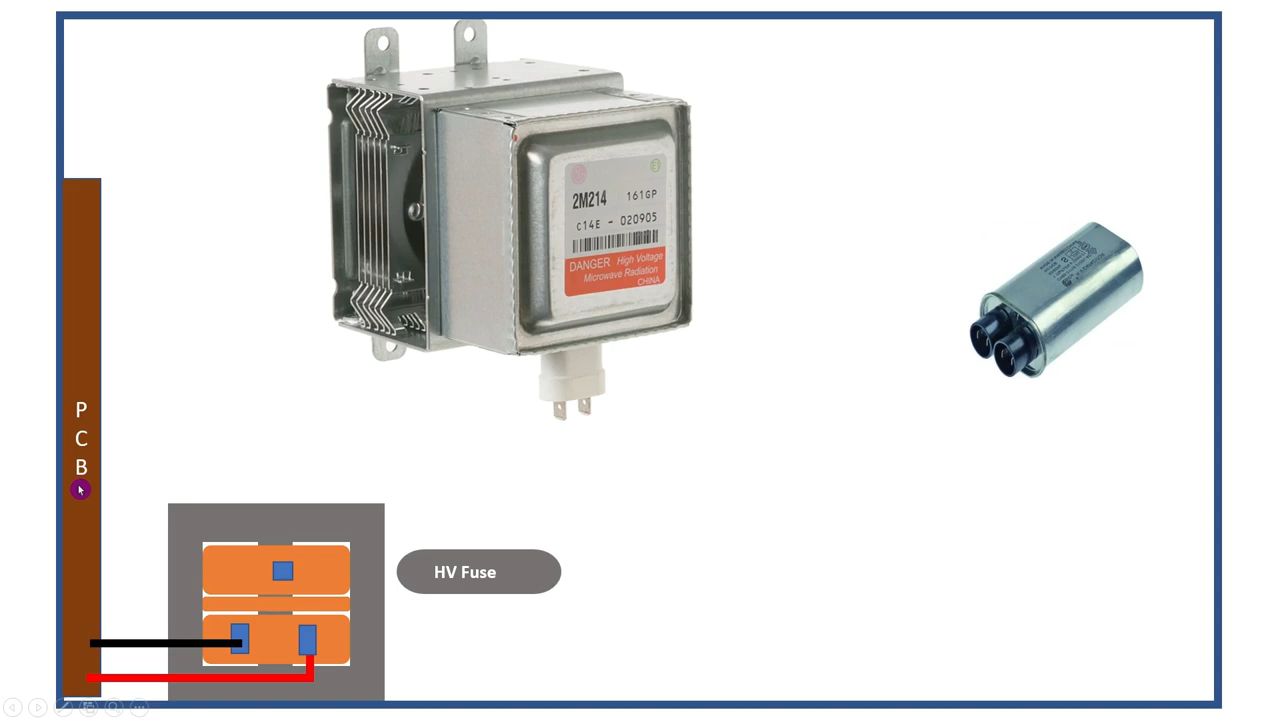 2M214 161GP
C14E - 020905
DANGER High Voltage
Microwave Radiation
CHINA
P
C
B
HV Fuse